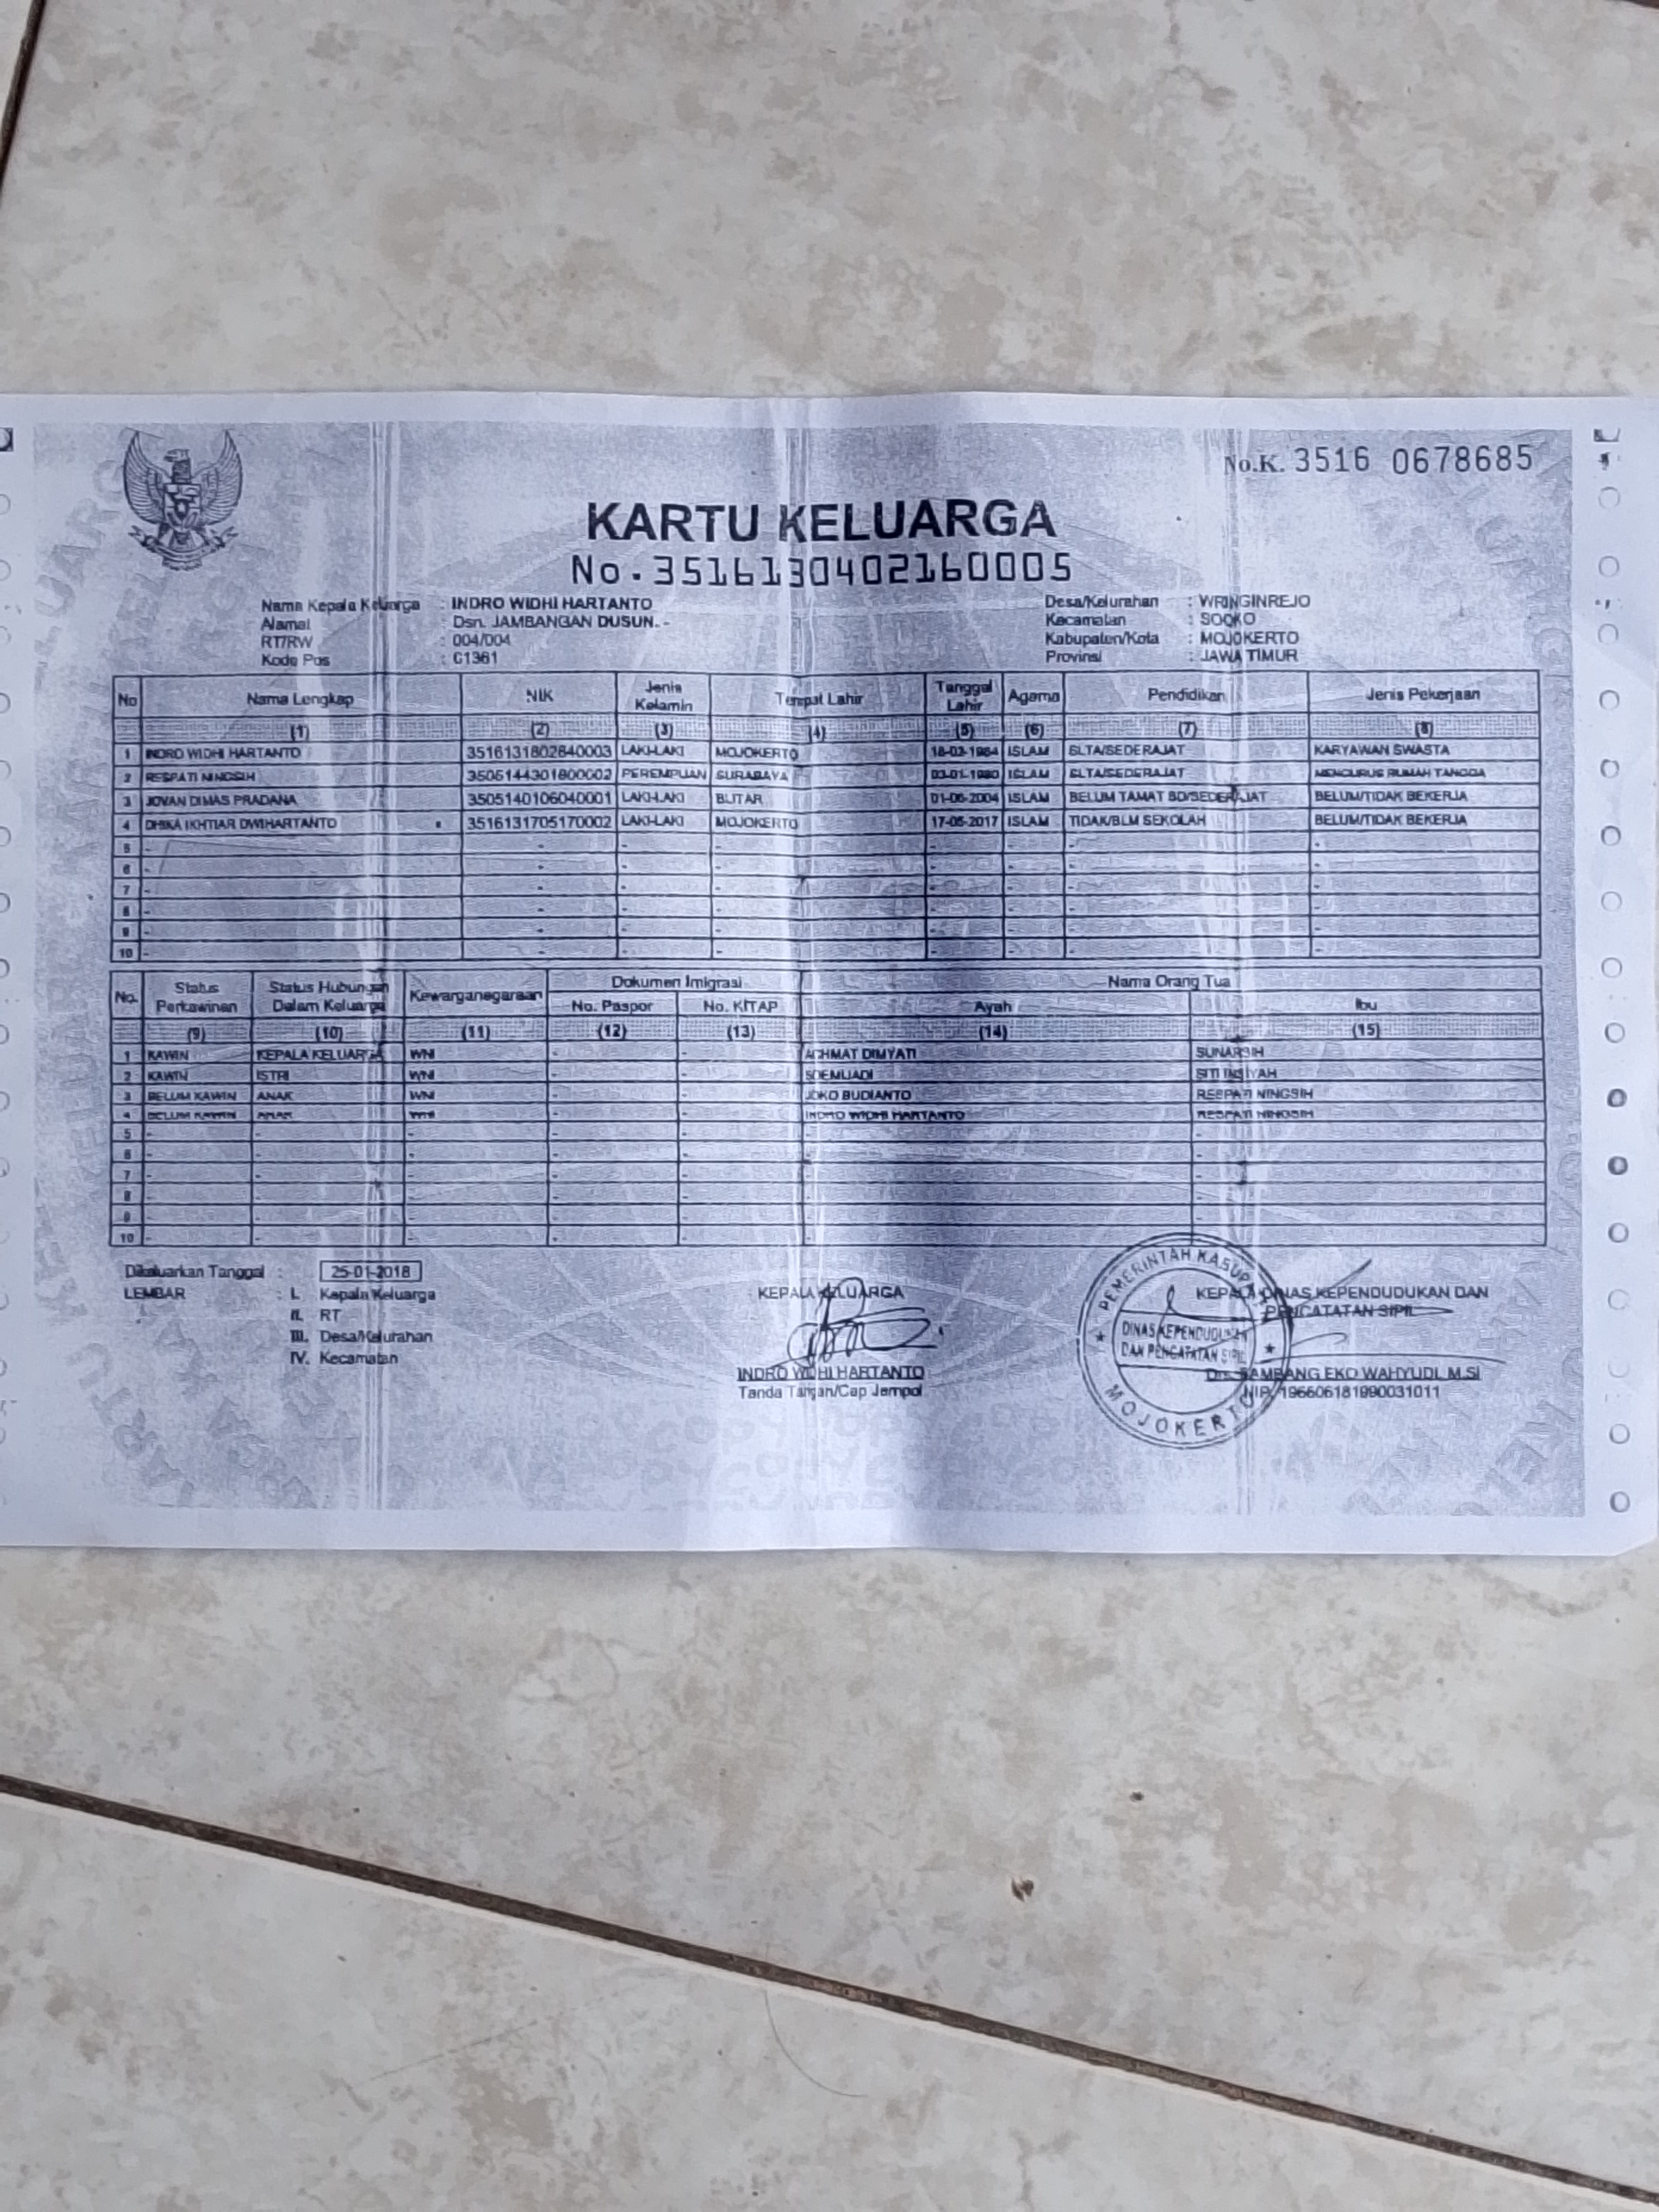 No.K. 3516 0678685
KARTU KELUARGA
No.3516130402160005
Nama Kepala Keluarga : INDRO WIDHI HARTANTO
Alamat : Dsn. JAMBANGAN DUSUN. -
RT/RW : 004/004
Kode Pos : 61361
Desa/Kelurahan : WRINGINREJO
Kecamatan : SOOKO
Kabupaten/Kota : MOJOKERTO
Provinsi : JAWA TIMUR
No Nama Lengkap NIK Jenis Kelamin Tempat Lahir Tanggal Lahir Agama Pendidikan Jenis Pekerjaan
(1) (2) (3) (4) (5) (6) (7) (8)
1 INDRO WIDHI HARTANTO 3516131802840003 LAKI-LAKI MOJOKERTO 18-02-1984 ISLAM SLTA/SEDERAJAT KARYAWAN SWASTA
2 RESPATI NINGSIH 3505144301800002 PEREMPUAN SURABAYA 03-01-1980 ISLAM SLTA/SEDERAJAT MENGURUS RUMAH TANGGA
3 JOVAN DIMAS PRADANA 3505140106040001 LAKI-LAKI BLITAR 01-06-2004 ISLAM BELUM TAMAT SD/SEDERAJAT BELUM/TIDAK BEKERJA
4 DHIKA IKHTIAR DWIHARTANTO 3516131705170002 LAKI-LAKI MOJOKERTO 17-05-2017 ISLAM TIDAK/BLM SEKOLAH BELUM/TIDAK BEKERJA
5 - - - - - - - -
6 - - - - - - - -
7 - - - - - - - -
8 - - - - - - - -
9 - - - - - - - -
10 - - - - - - - -
No. Status Perkawinan Status Hubungan Dalam Keluarga Kewarganegaraan Dokumen Imigrasi Nama Orang Tua
No. Paspor No. KITAP Ayah Ibu
(9) (10) (11) (12) (13) (14) (15)
1 KAWIN KEPALA KELUARGA WNI - - ACHMAT DIMYATI SUNARSIH
2 KAWIN ISTRI WNI - - SOEMIJADI SITI INSIYAH
3 BELUM KAWIN ANAK WNI - - JOKO BUDIANTO RESPATI NINGSIH
4 BELUM KAWIN ANAK WNI - - INDRO WIDHI HARTANTO RESPATI NINGSIH
5 - - - - - - -
6 - - - - - - -
7 - - - - - - -
8 - - - - - - -
9 - - - - - - -
10 - - - - - - -
Dikeluarkan Tanggal : 25-01-2018
LEMBAR : I. Kepala Keluarga
II. RT
III. Desa/Kelurahan
IV. Kecamatan
KEPALA KELUARGA
INDRO WIDHI HARTANTO
Tanda Tangan/Cap Jempol
KEPALA DINAS KEPENDUDUKAN DAN
PENCATATAN SIPIL
Drs. BAMBANG EKO WAHYUDI, M.SI
NIP. 196606181990031011
PEMERINTAH KABUPATEN
DINAS KEPENDUDUKAN
DAN PENCATATAN SIPIL
MOJOKERTO